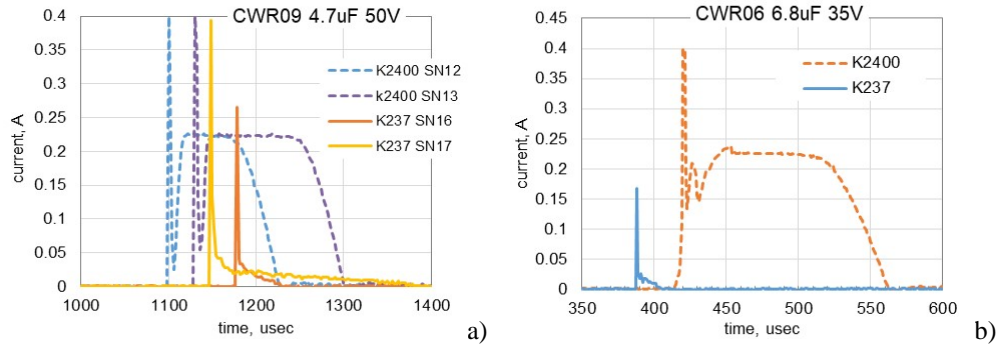 CWR09 4.7uF 50V
0.4
0.35
0.3
0.25
0.2
0.15
0.1
0.05
0
current, A
K2400 SN12
k2400 SN13
K237 SN16
K237 SN17
1000 1100 1200 1300 1400
time, usec
a)
CWR06 6.8uF 35V
0.45
0.4
0.35
0.3
0.25
0.2
0.15
0.1
0.05
0
current, A
K2400
K237
350 400 450 500 550 600
time, usec
b)